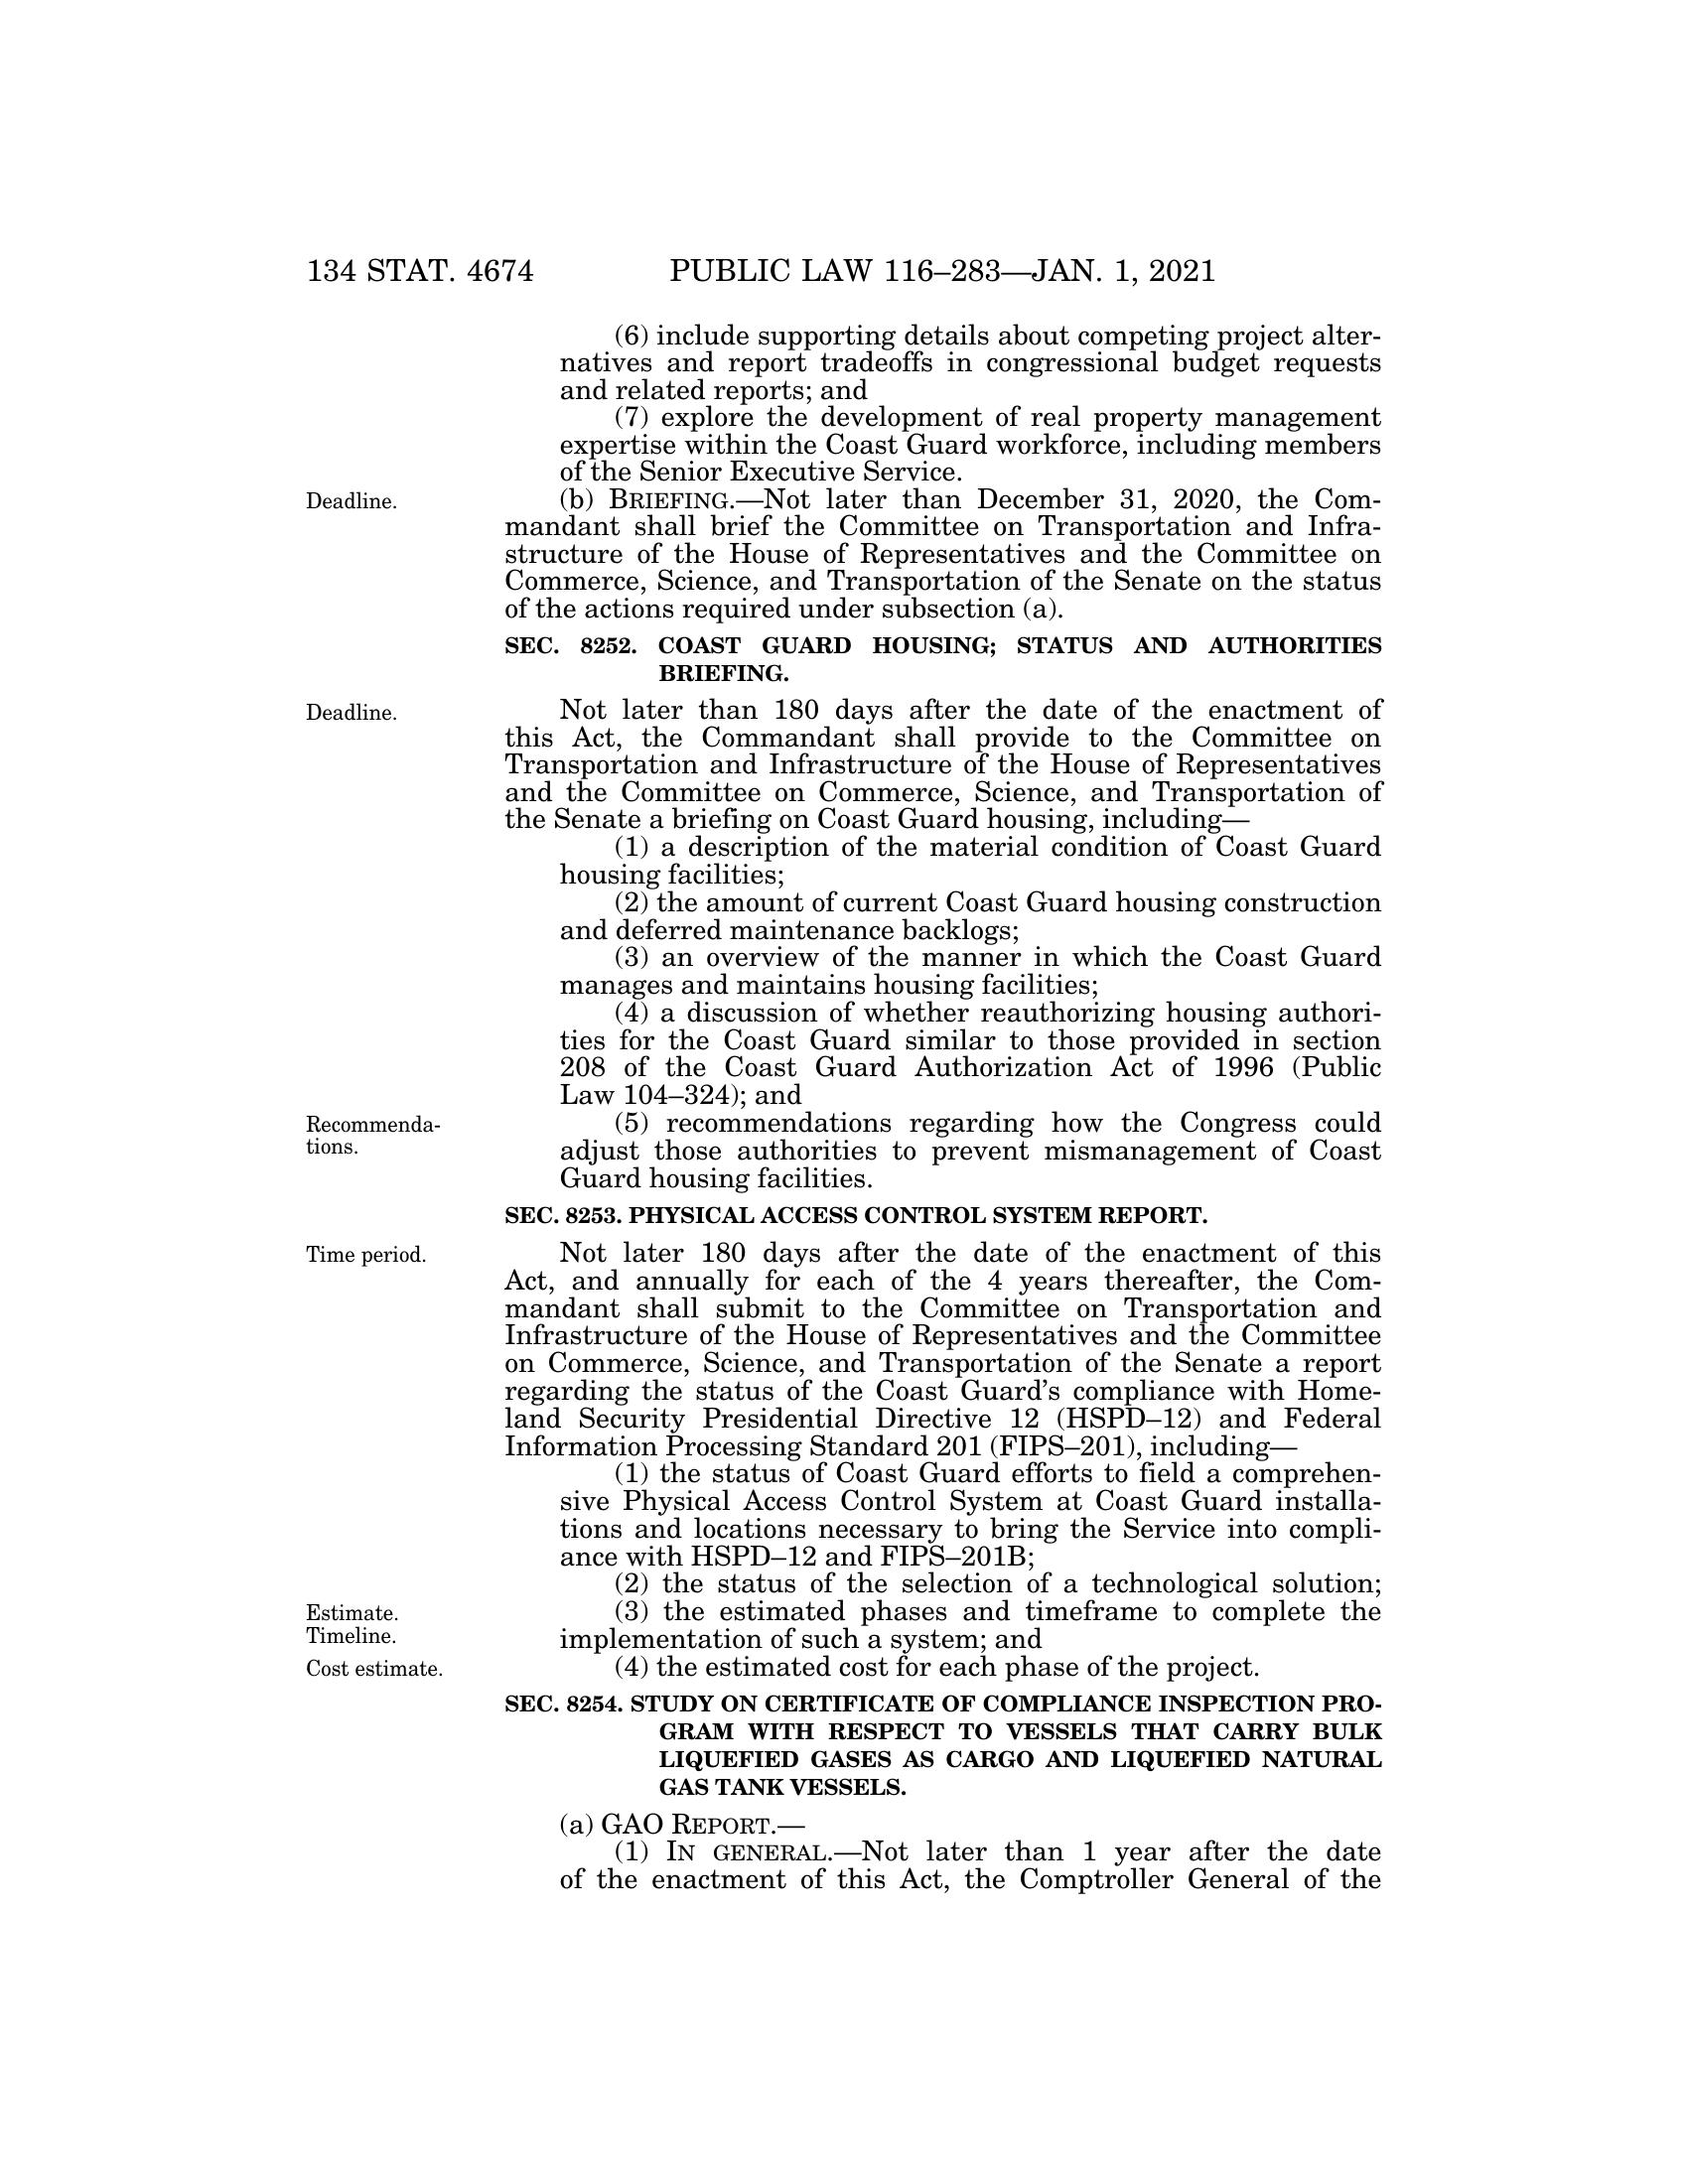 134 STAT. 4674 PUBLIC LAW 116–283—JAN. 1, 2021
(6) include supporting details about competing project alter-
natives and report tradeoffs in congressional budget requests
and related reports; and
(7) explore the development of real property management
expertise within the Coast Guard workforce, including members
of the Senior Executive Service.
Deadline.
(b) BRIEFING.—Not later than December 31, 2020, the Com-
mandant shall brief the Committee on Transportation and Infra-
structure of the House of Representatives and the Committee on
Commerce, Science, and Transportation of the Senate on the status
of the actions required under subsection (a).
SEC. 8252. COAST GUARD HOUSING; STATUS AND AUTHORITIES
BRIEFING.
Deadline.
Not later than 180 days after the date of the enactment of
this Act, the Commandant shall provide to the Committee on
Transportation and Infrastructure of the House of Representatives
and the Committee on Commerce, Science, and Transportation of
the Senate a briefing on Coast Guard housing, including—
(1) a description of the material condition of Coast Guard
housing facilities;
(2) the amount of current Coast Guard housing construction
and deferred maintenance backlogs;
(3) an overview of the manner in which the Coast Guard
manages and maintains housing facilities;
(4) a discussion of whether reauthorizing housing authori-
ties for the Coast Guard similar to those provided in section
208 of the Coast Guard Authorization Act of 1996 (Public
Law 104–324); and
Recommenda-
tions.
(5) recommendations regarding how the Congress could
adjust those authorities to prevent mismanagement of Coast
Guard housing facilities.
SEC. 8253. PHYSICAL ACCESS CONTROL SYSTEM REPORT.
Time period.
Not later 180 days after the date of the enactment of this
Act, and annually for each of the 4 years thereafter, the Com-
mandant shall submit to the Committee on Transportation and
Infrastructure of the House of Representatives and the Committee
on Commerce, Science, and Transportation of the Senate a report
regarding the status of the Coast Guard’s compliance with Home-
land Security Presidential Directive 12 (HSPD–12) and Federal
Information Processing Standard 201 (FIPS–201), including—
(1) the status of Coast Guard efforts to field a comprehen-
sive Physical Access Control System at Coast Guard installa-
tions and locations necessary to bring the Service into compli-
ance with HSPD–12 and FIPS–201B;
(2) the status of the selection of a technological solution;
Estimate.
Timeline.
(3) the estimated phases and timeframe to complete the
implementation of such a system; and
Cost estimate.
(4) the estimated cost for each phase of the project.
SEC. 8254. STUDY ON CERTIFICATE OF COMPLIANCE INSPECTION PRO-
GRAM WITH RESPECT TO VESSELS THAT CARRY BULK
LIQUEFIED GASES AS CARGO AND LIQUEFIED NATURAL
GAS TANK VESSELS.
(a) GAO REPORT.—
(1) IN GENERAL.—Not later than 1 year after the date
of the enactment of this Act, the Comptroller General of the